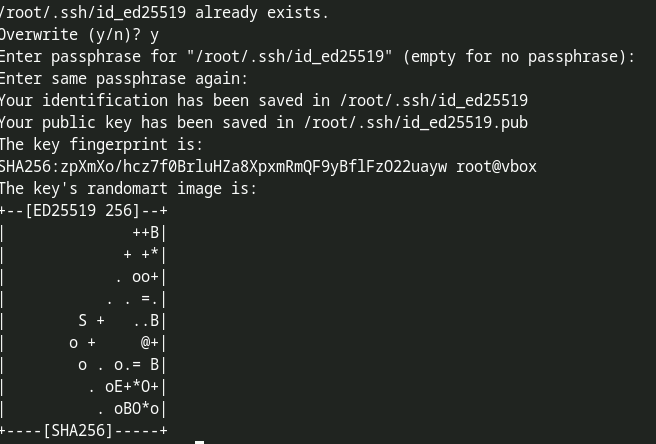 /root/.ssh/id_ed25519 already exists.
Overwrite (y/n)? y
Enter passphrase for "/root/.ssh/id_ed25519" (empty for no passphrase):
Enter same passphrase again:
Your identification has been saved in /root/.ssh/id_ed25519
Your public key has been saved in /root/.ssh/id_ed25519.pub
The key fingerprint is:
SHA256:zpXmXo/hcz7f0BrluHZa8XpxmRmQF9yBflFzO22uayw root@vbox
The key's randomart image is:
+--[ED25519 256]--+
|              ++B|
|             + +*|
|            . oo+|
|           . . =.|
|        S +   ..B|
|       o +     @+|
|        o . o.= B|
|         . oE+*O+|
|          . oBO*o|
+----[SHA256]-----+